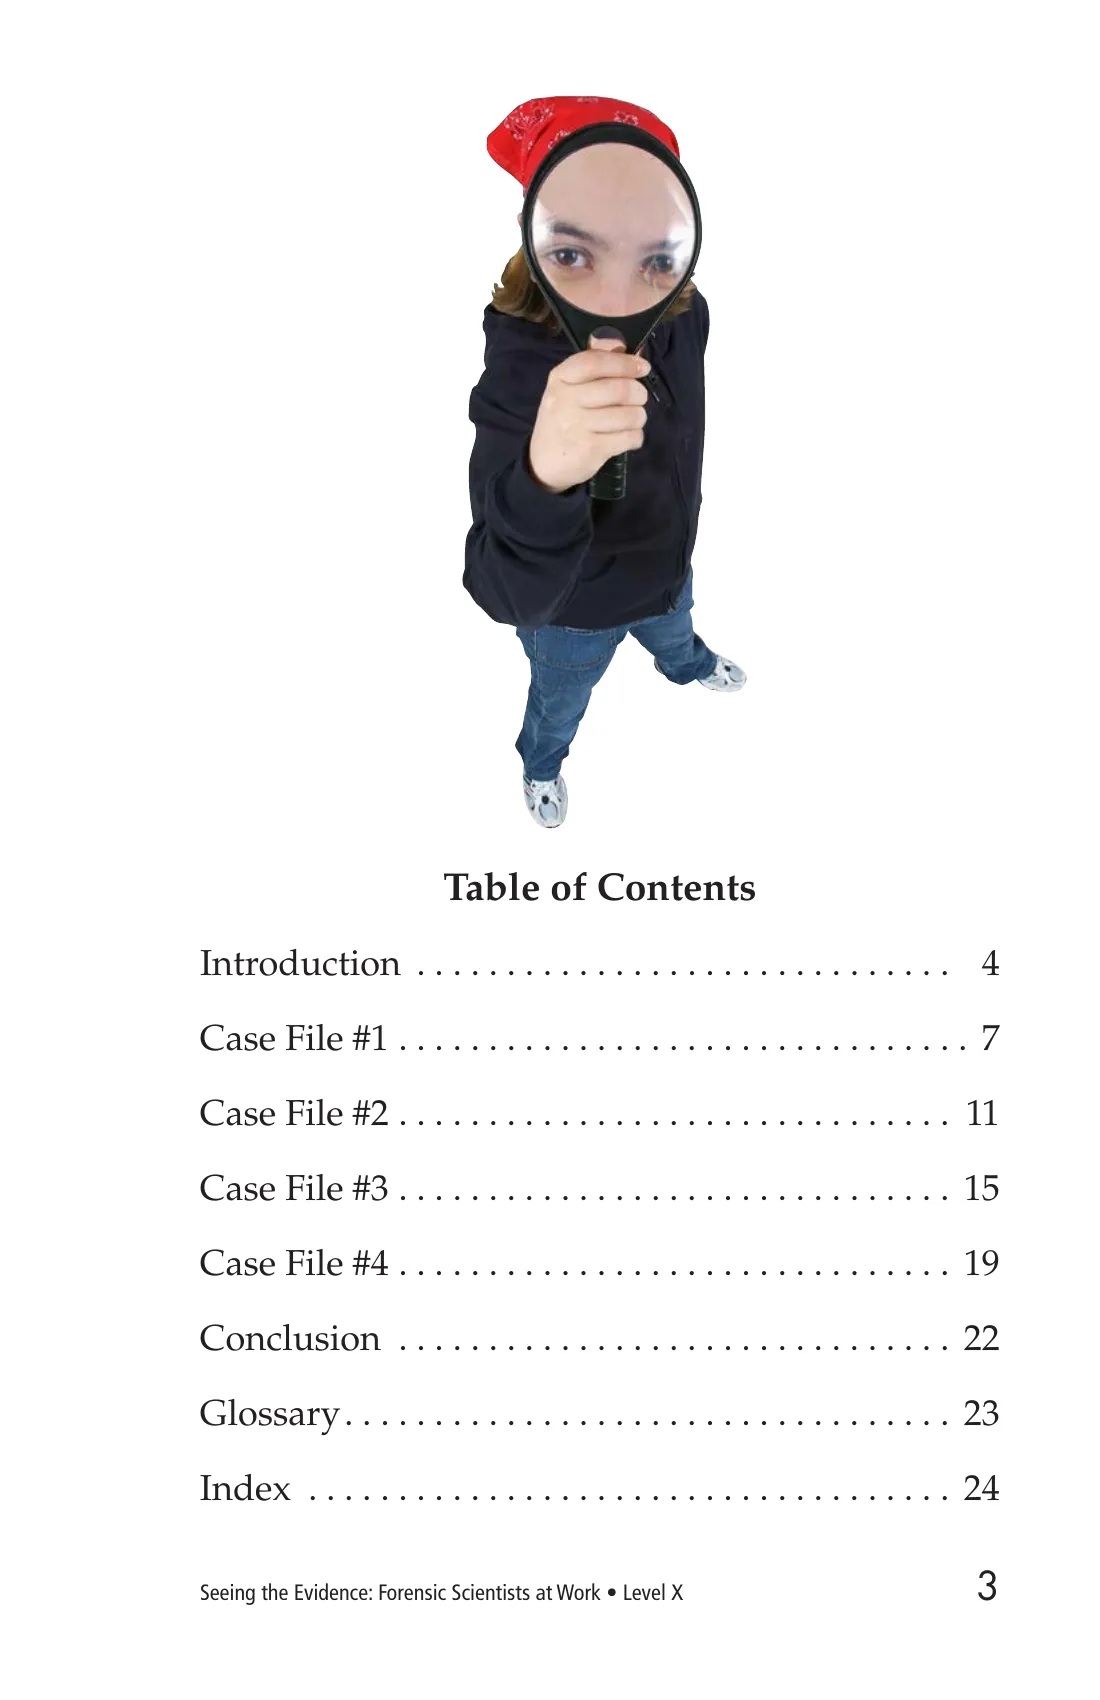 Table of Contents
Introduction . . . . . . . . . . . . . . . . . . . . . . . . . . . . . . 4
Case File #1 . . . . . . . . . . . . . . . . . . . . . . . . . . . . . . . . 7
Case File #2 . . . . . . . . . . . . . . . . . . . . . . . . . . . . . . . 11
Case File #3 . . . . . . . . . . . . . . . . . . . . . . . . . . . . . . . 15
Case File #4 . . . . . . . . . . . . . . . . . . . . . . . . . . . . . . . 19
Conclusion . . . . . . . . . . . . . . . . . . . . . . . . . . . . . . . 22
Glossary . . . . . . . . . . . . . . . . . . . . . . . . . . . . . . . . . . 23
Index . . . . . . . . . . . . . . . . . . . . . . . . . . . . . . . . . . . . 24
Seeing the Evidence: Forensic Scientists at Work • Level X 3